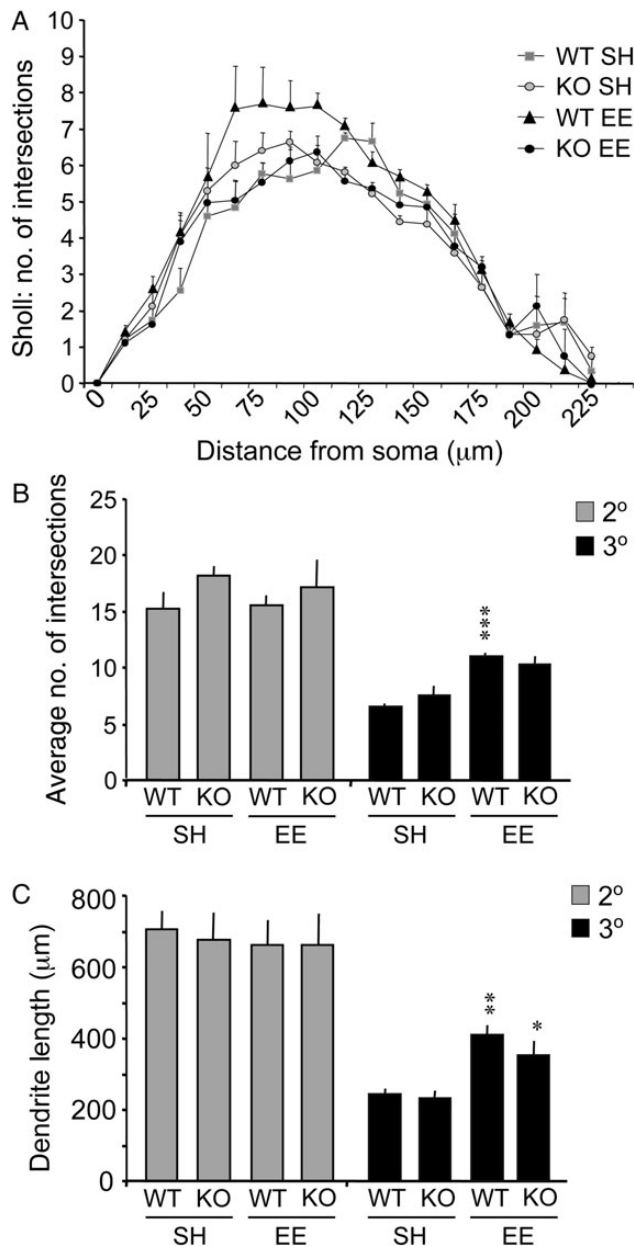 A
Sholl: no. of intersections
10
9
8
7
6
5
4
3
2
1
0
WT SH
KO SH
WT EE
KO EE
0 25 50 75 100 125 150 175 200 225
Distance from soma (μm)
B
Average no. of intersections
25
20
15
10
5
0
2º
3º
***
WT KO WT KO WT KO WT KO
SH EE SH EE
C
Dendrite length (μm)
800
600
400
200
0
2º
3º
** *
WT KO WT KO WT KO WT KO
SH EE SH EE